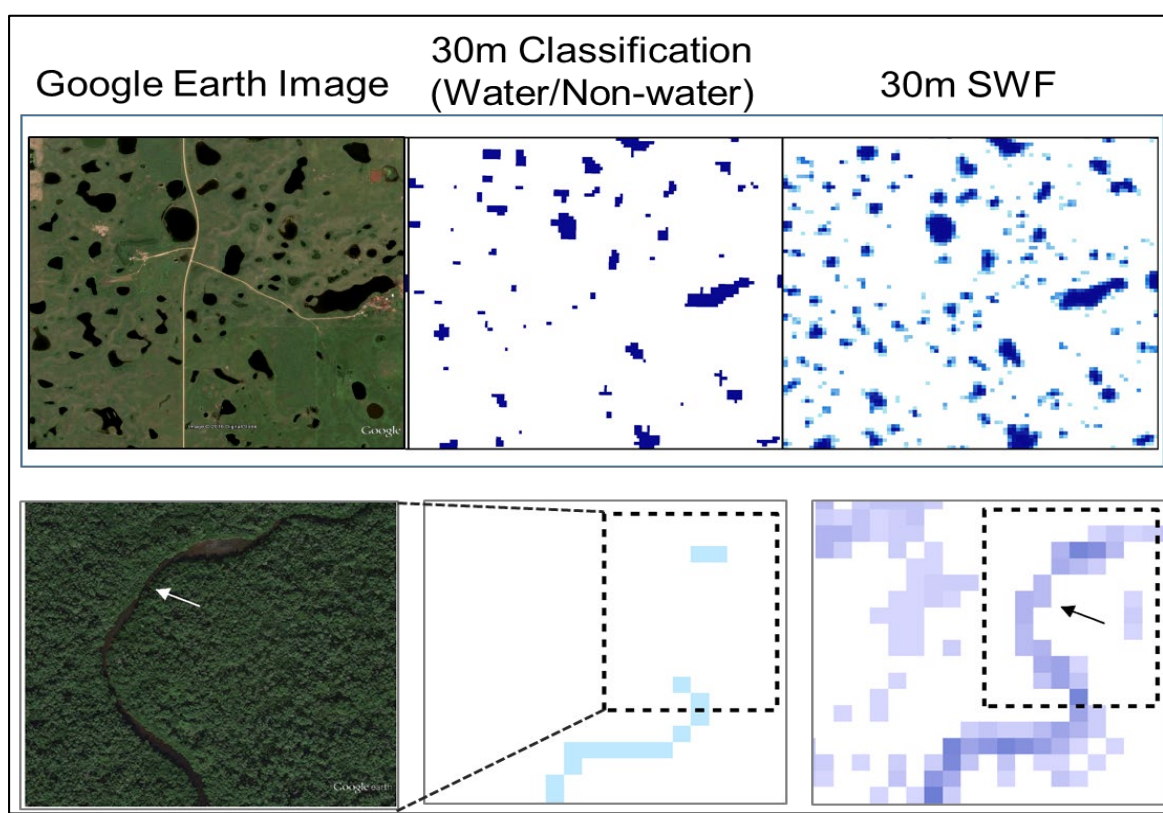 Google Earth Image
30m Classification
(Water/Non-water)
30m SWF
Google
Google earth